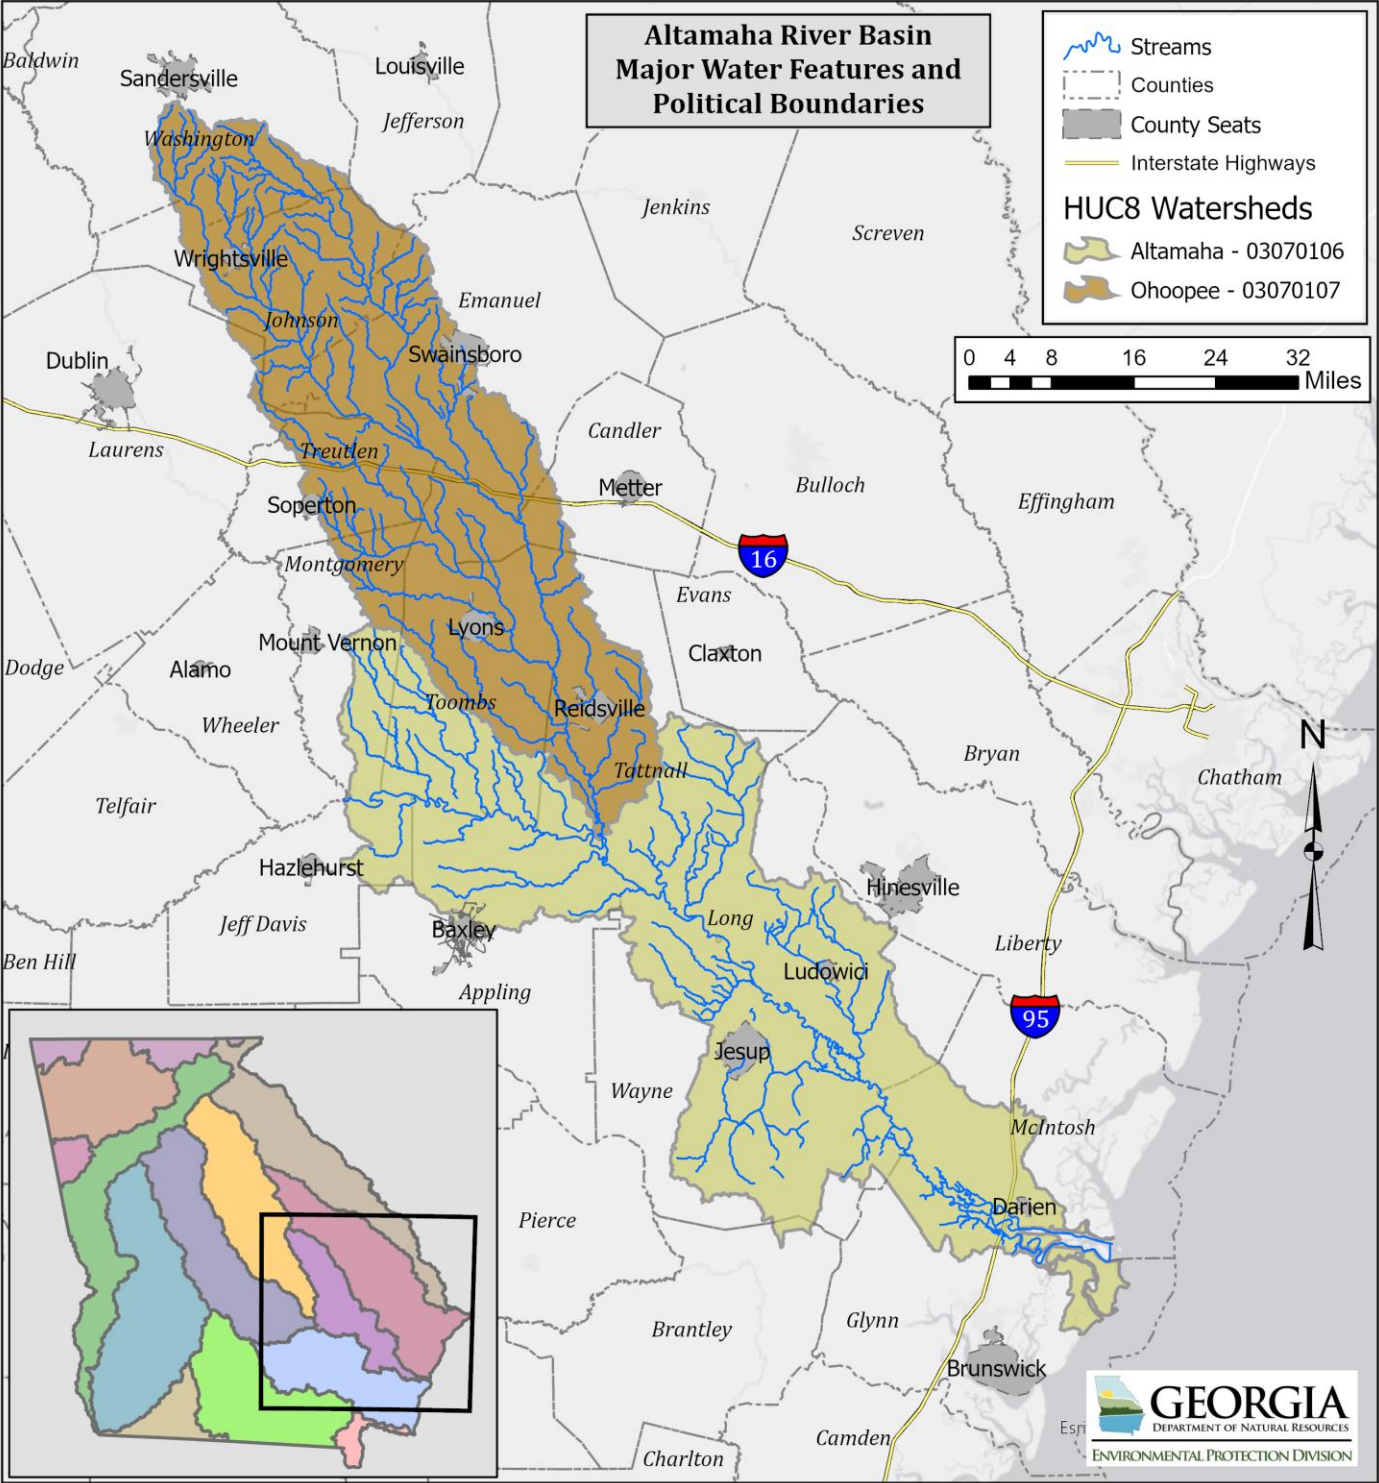 Altamaha River Basin
Major Water Features and
Political Boundaries
Streams
Counties
County Seats
Interstate Highways
HUC8 Watersheds
Altamaha - 03070106
Ohoopee - 03070107
0 4 8 16 24 32
Miles
Baldwin
Sandersville
Louisville
Jefferson
Washington
Jenkins
Screven
Wrightsville
Emanuel
Johnson
Swainsboro
Dublin
Candler
Laurens
Treutlen
Metter
Bulloch
Effingham
Soperton
16
Montgomery
Evans
Lyons
Mount Vernon
Claxton
Dodge
Alamo
Toombs
Reidsville
Wheeler
N
Bryan
Tattnall
Chatham
Telfair
Hazlehurst
Hinesville
Jeff Davis
Long
Baxley
Liberty
Ben Hill
Ludowici
Appling
95
Jesup
Wayne
McIntosh
Darien
Pierce
Glynn
Brantley
Brunswick
Camden
Charlton
Esri
GEORGIA
DEPARTMENT OF NATURAL RESOURCES
ENVIRONMENTAL PROTECTION DIVISION